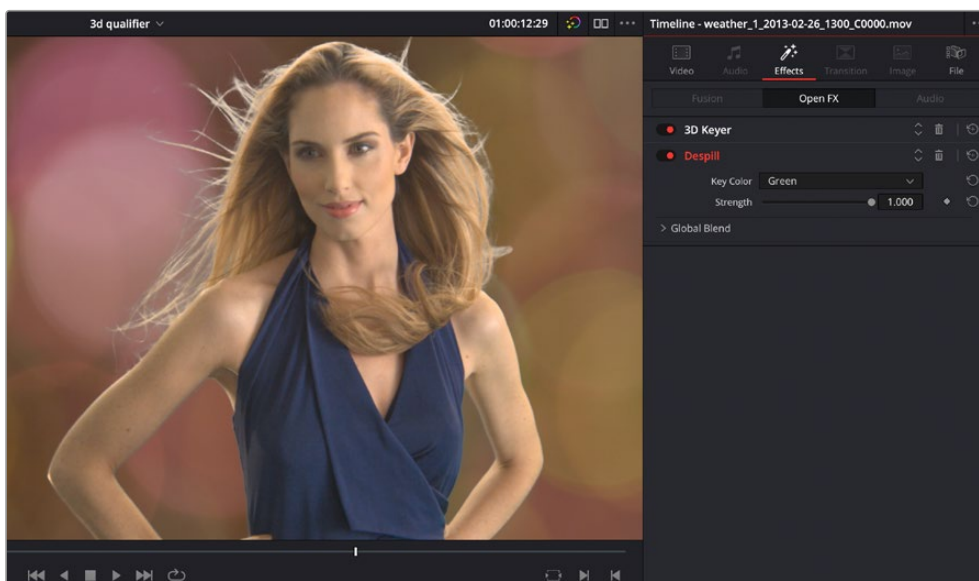 3d qualifier
01:00:12:29
Timeline - weather_1_2013-02-26_1300_C0000.mov
Video
Audio
Effects
Transition
Image
File
Fusion
Open FX
Audio
3D Keyer
Despill
Key Color
Green
Strength
1.000
Global Blend